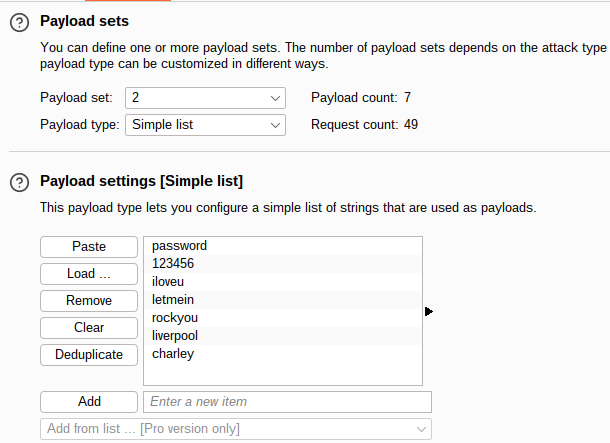 Payload sets
You can define one or more payload sets. The number of payload sets depends on the attack type
payload type can be customized in different ways.
Payload set: 2 Payload count: 7
Payload type: Simple list Request count: 49
Payload settings [Simple list]
This payload type lets you configure a simple list of strings that are used as payloads.
Paste
Load ...
Remove
Clear
Deduplicate
password
123456
iloveu
letmein
rockyou
liverpool
charley
Add Enter a new item
Add from list ... [Pro version only]